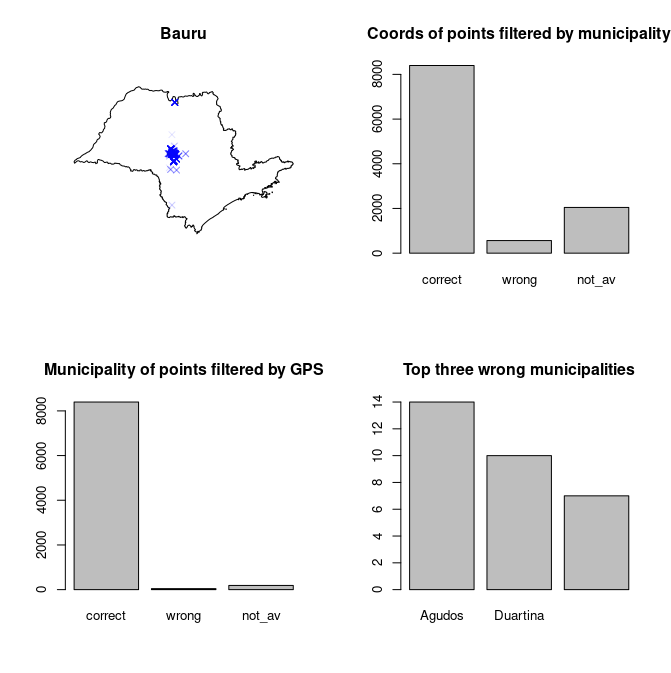 Bauru
Coords of points filtered by municipality
8000
6000
4000
2000
0
correct wrong not_av
Municipality of points filtered by GPS
8000
6000
4000
2000
0
correct wrong not_av
Top three wrong municipalities
14
12
10
8
6
4
2
0
Agudos Duartina